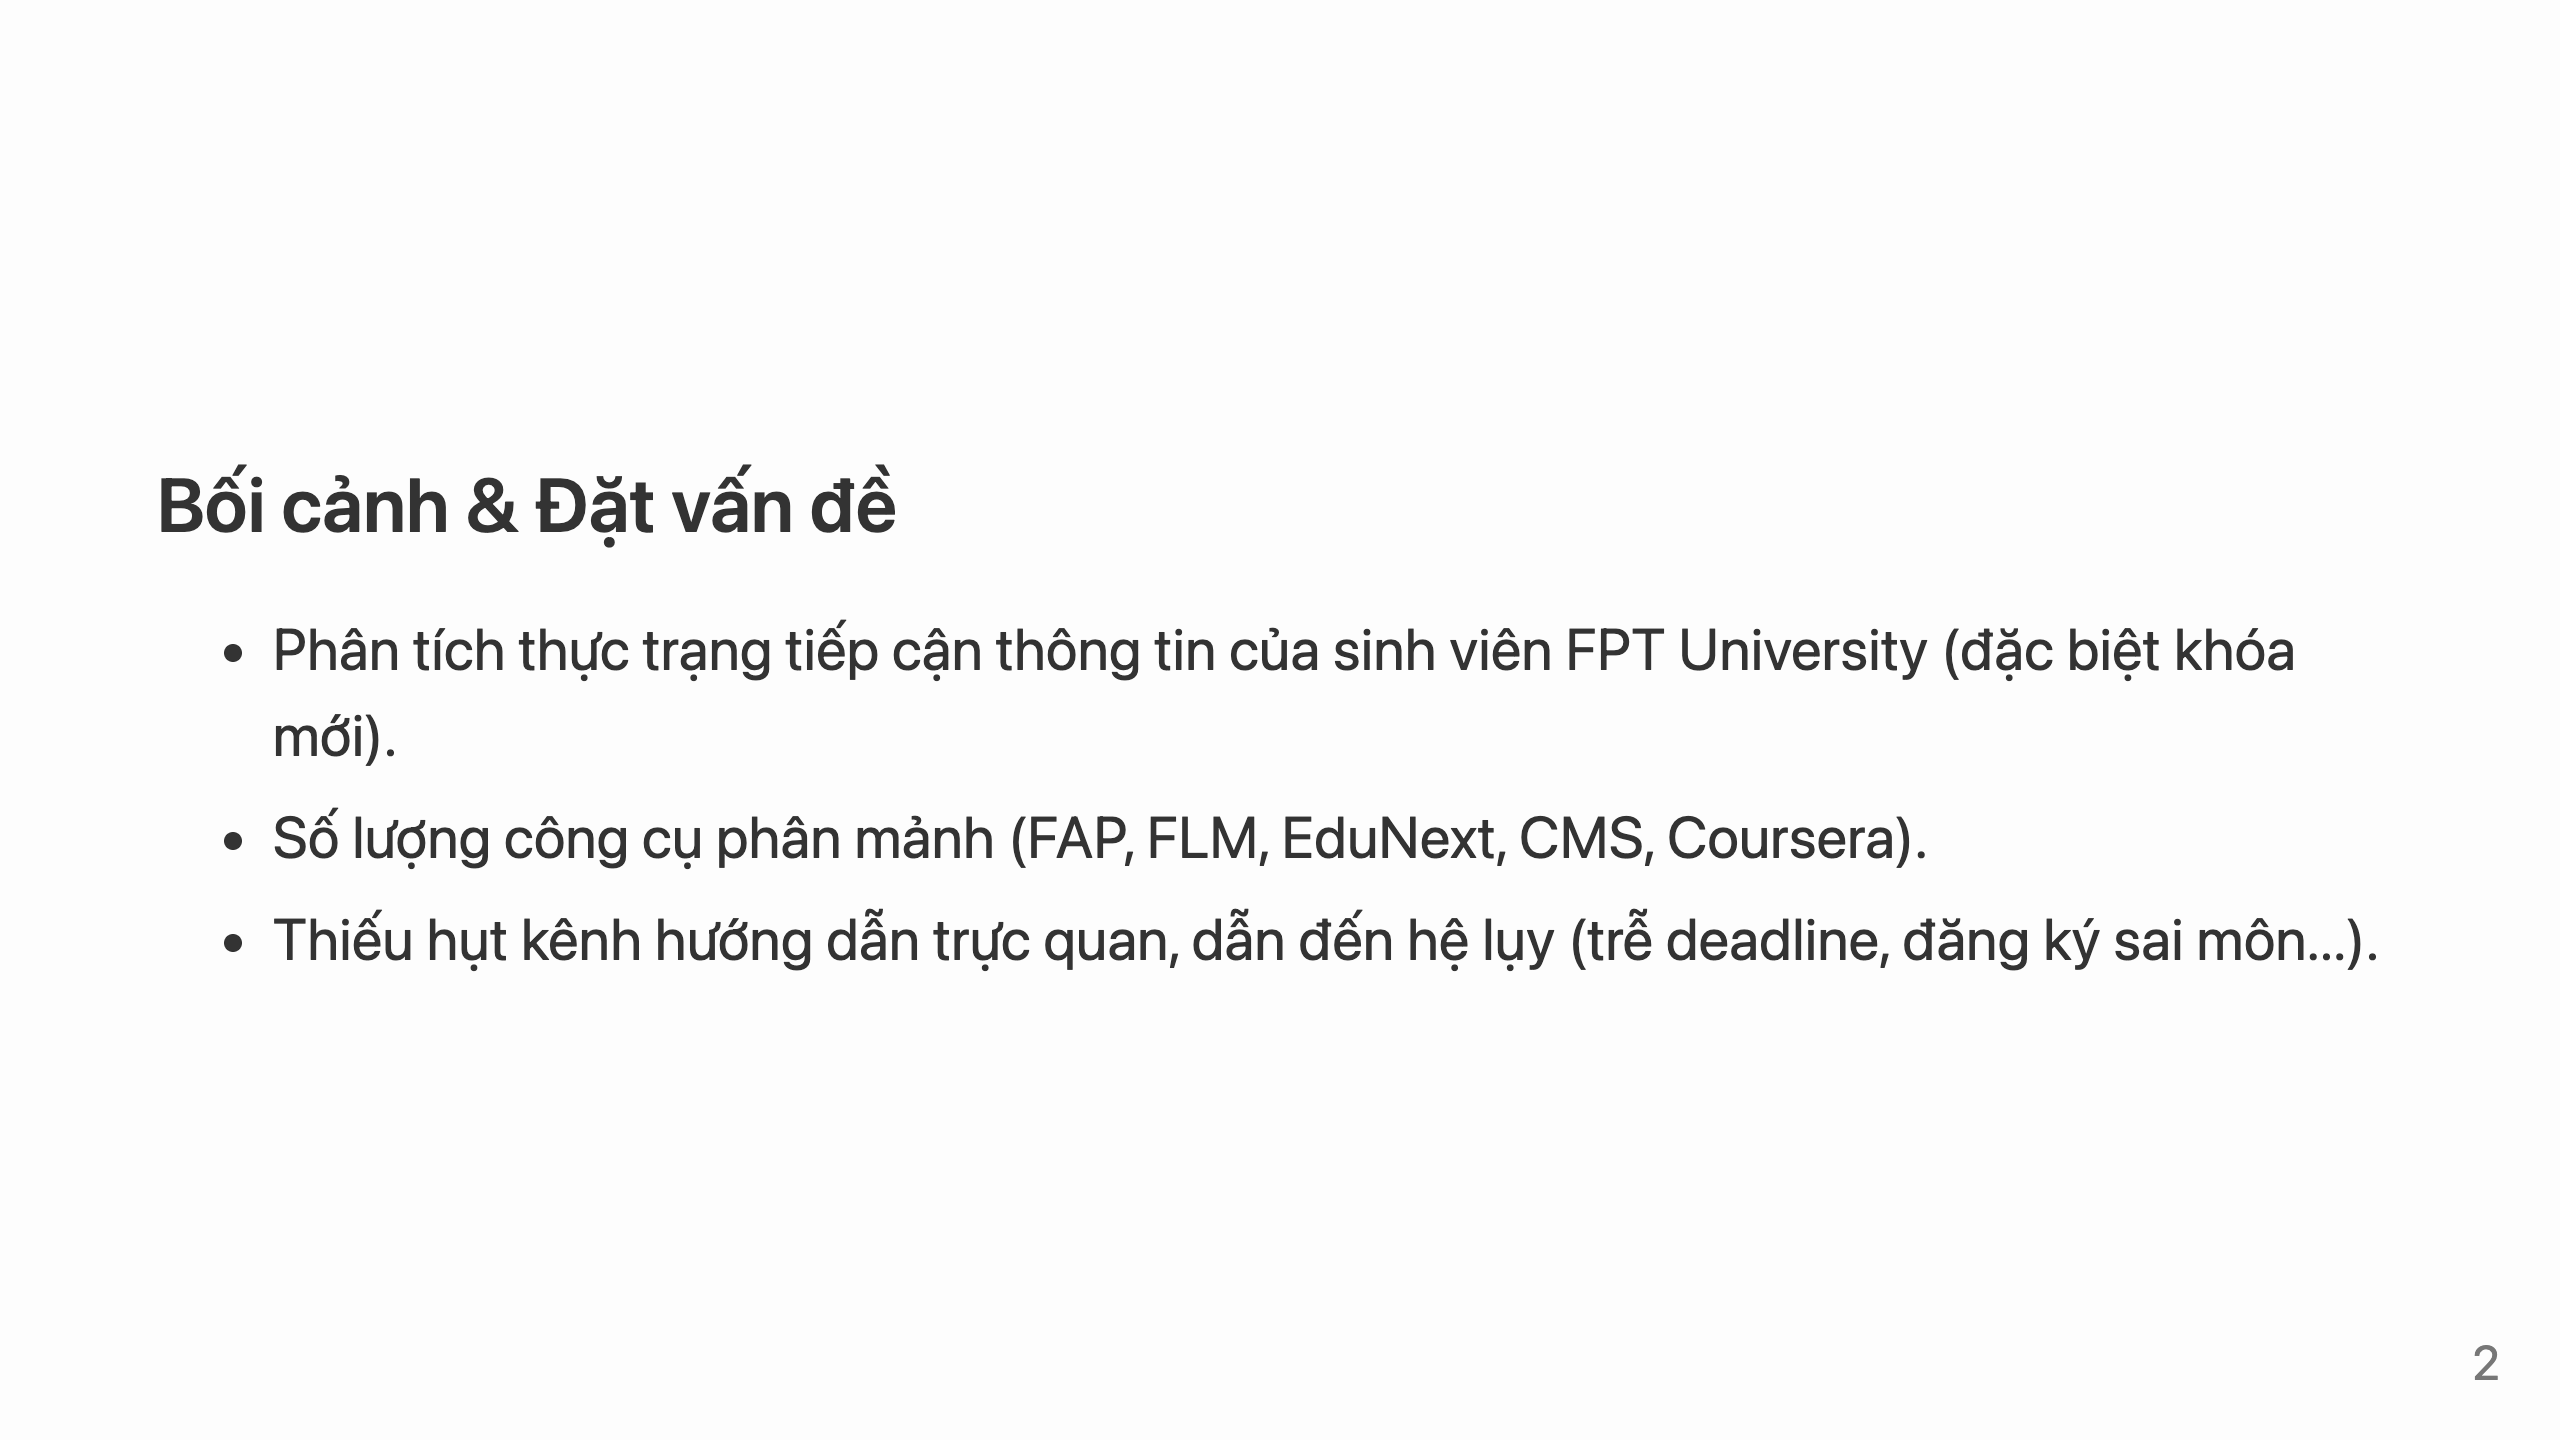 Bối cảnh & Đặt vấn đề
• Phân tích thực trạng tiếp cận thông tin của sinh viên FPT University (đặc biệt khóa
mới).
• Số lượng công cụ phân mảnh (FAP, FLM, EduNext, CMS, Coursera).
• Thiếu hụt kênh hướng dẫn trực quan, dẫn đến hệ lụy (trễ deadline, đăng ký sai môn...).
2